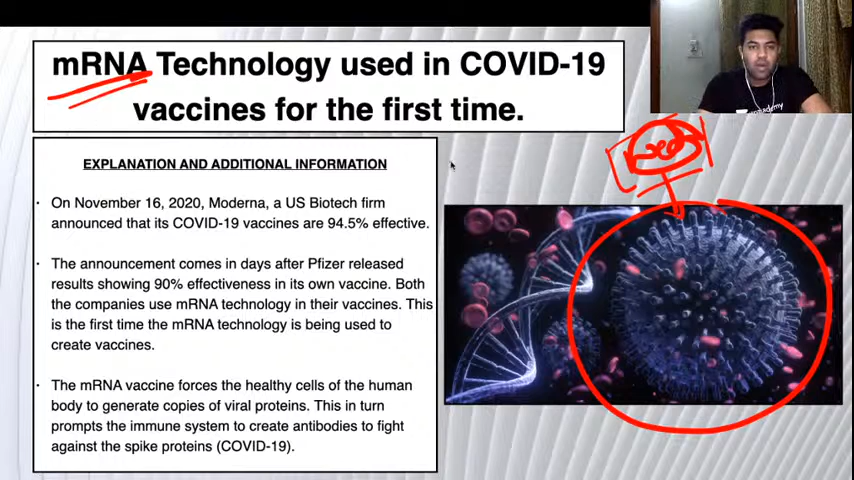 mRNA Technology used in COVID-19
vaccines for the first time.
EXPLANATION AND ADDITIONAL INFORMATION
· On November 16, 2020, Moderna, a US Biotech firm
announced that its COVID-19 vaccines are 94.5% effective.
· The announcement comes in days after Pfizer released
results showing 90% effectiveness in its own vaccine. Both
the companies use mRNA technology in their vaccines. This
is the first time the mRNA technology is being used to
create vaccines.
· The mRNA vaccine forces the healthy cells of the human
body to generate copies of viral proteins. This in turn
prompts the immune system to create antibodies to fight
against the spike proteins (COVID-19).